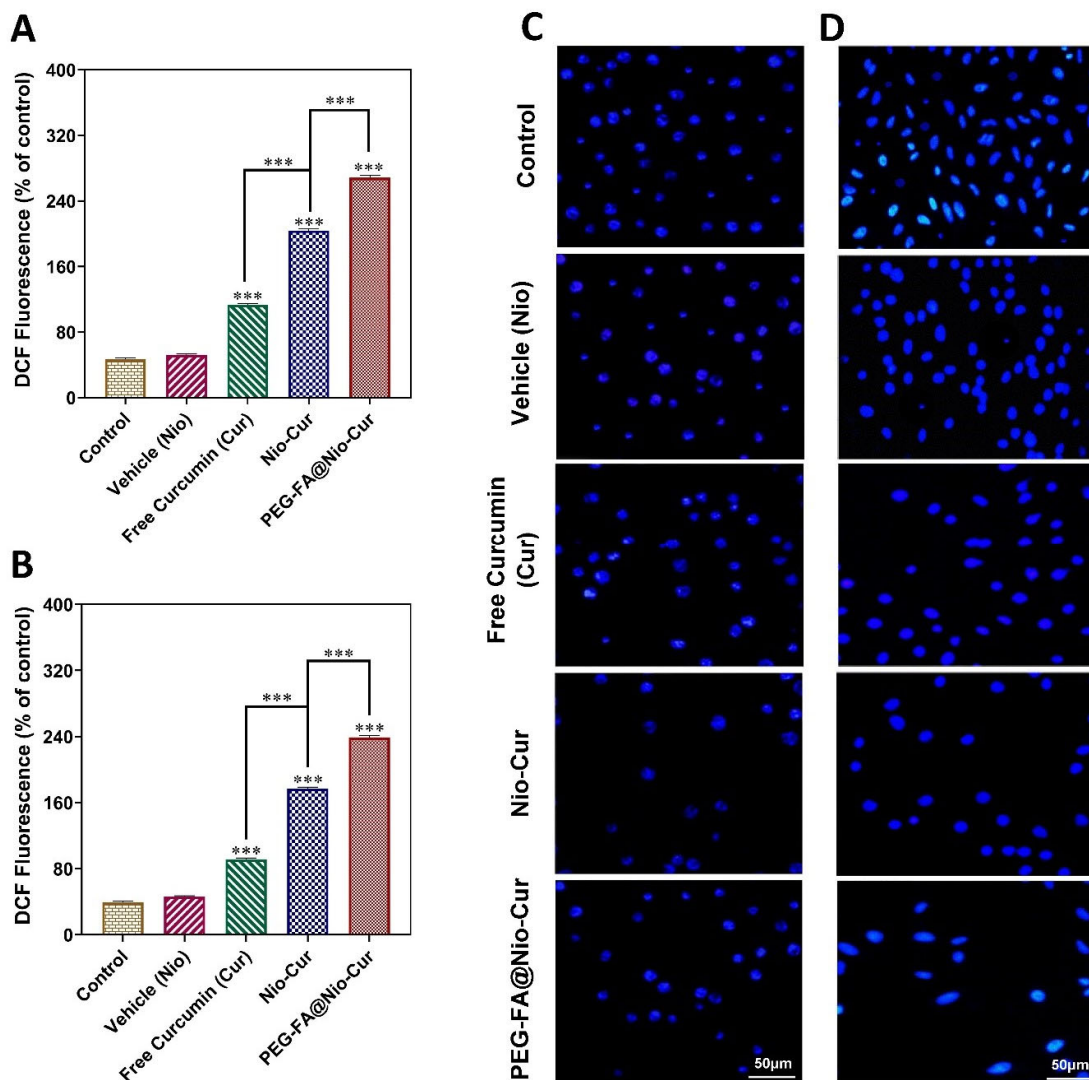 A
DCF Fluorescence (% of control)
400
320
240
160
80
0
***
***
***
***
***
Control
Vehicle (Nio)
Free Curcumin (Cur)
Nio-Cur
PEG-FA@Nio-Cur
B
DCF Fluorescence (% of control)
400
320
240
160
80
0
***
***
***
***
***
Control
Vehicle (Nio)
Free Curcumin (Cur)
Nio-Cur
PEG-FA@Nio-Cur
C
D
Control
Vehicle (Nio)
Free Curcumin
(Cur)
Nio-Cur
PEG-FA@Nio-Cur
50µm
50µm